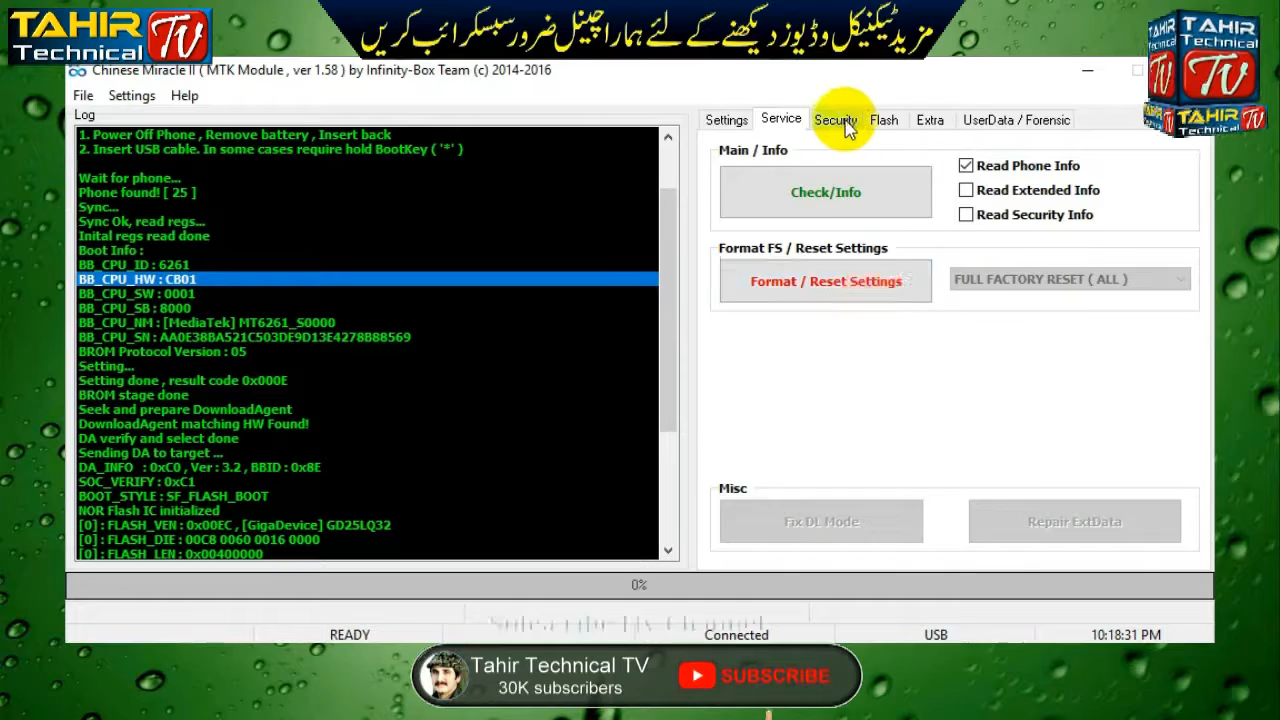 TAHIR
Technical TV
مزید ٹیکنیکل وڈیوز دیکھنے کے لئے ہمارا چینل ضرور سبسکرائب کریں
TAHIR
Technical
TV
TAHIR
Technical TV
Chinese Miracle II ( MTK Module , ver 1.58 ) by Infinity-Box Team (c) 2014-2016
File Settings Help
Log
1. Power Off Phone , Remove battery , Insert back
2. Insert USB cable. In some cases require hold BootKey ( '*' )
Wait for phone...
Phone found! [ 25 ]
Sync...
Sync Ok, read regs...
Inital regs read done
Boot Info :
BB_CPU_ID : 6261
BB_CPU_HW : CB01
BB_CPU_SW : 0001
BB_CPU_SB : 8000
BB_CPU_NM : [MediaTek] MT6261_S0000
BB_CPU_SN : AA0E38BA521C503DE9D13E4278B88569
BROM Protocol Version : 05
Setting...
Setting done , result code 0x000E
BROM stage done
Seek and prepare DownloadAgent
DownloadAgent matching HW Found!
DA verify and select done
Sending DA to target ...
DA_INFO : 0xC0 , Ver : 3.2 , BBID : 0x8E
SOC_VERIFY : 0xC1
BOOT_STYLE : SF_FLASH_BOOT
NOR Flash IC initialized
[0] : FLASH_VEN : 0x00EC , [GigaDevice] GD25LQ32
[0] : FLASH_DIE : 00C8 0060 0016 0000
[0] : FLASH_LEN : 0x00400000
Settings Service Security Flash Extra UserData / Forensic
Main / Info
Check/Info
Read Phone Info
Read Extended Info
Read Security Info
Format FS / Reset Settings
Format / Reset Settings
FULL FACTORY RESET ( ALL )
Misc
Fix DL Mode
Repair ExtData
0%
READY Connected USB 10:18:31 PM
Tahir Technical TV
30K subscribers
SUBSCRIBE